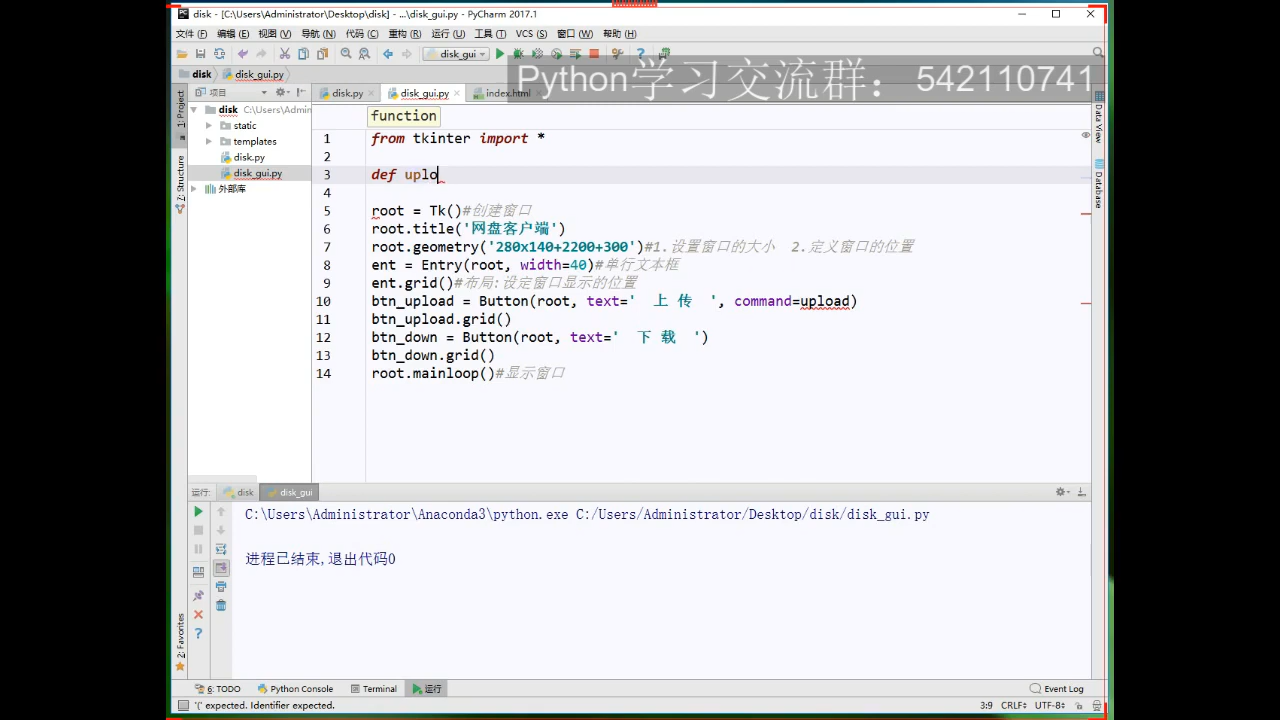 disk - [C:\Users\Administrator\Desktop\disk] - ...\disk_gui.py - PyCharm 2017.1
文件 (F) 编辑 (E) 视图 (V) 导航 (N) 代码 (C) 重构 (R) 运行 (U) 工具 (T) VCS (S) 窗口 (W) 帮助 (H)
disk_gui
Python学习交流群：542110741
disk disk_gui.py
项目
disk.py disk_gui.py index.html
1: Project
disk C:\Users\Admin
static
templates
disk.py
disk_gui.py
外部库
Z: Structure
Data View
Database
function
1 from tkinter import *
2
3 def uplo
4
5 root = Tk()#创建窗口
6 root.title('网盘客户端')
7 root.geometry('280x140+2200+300')#1.设置窗口的大小  2.定义窗口的位置
8 ent = Entry(root, width=40)#单行文本框
9 ent.grid()#布局:设定窗口显示的位置
10 btn_upload = Button(root, text='  上 传  ', command=upload)
11 btn_upload.grid()
12 btn_down = Button(root, text='  下 载  ')
13 btn_down.grid()
14 root.mainloop()#显示窗口
运行: disk disk_gui
C:\Users\Administrator\Anaconda3\python.exe C:/Users/Administrator/Desktop/disk/disk_gui.py
进程已结束,退出代码0
2: Favorites
6: TODO Python Console Terminal 运行 Event Log
'(' expected. Identifier expected. 3:9 CRLF÷ UTF-8÷